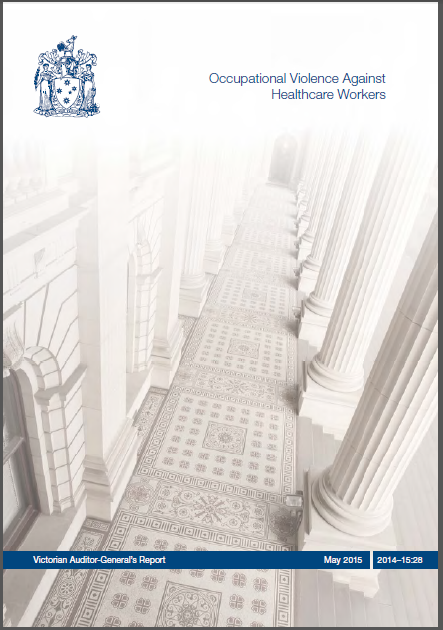 Occupational Violence Against
Healthcare Workers
Victorian Auditor-General's Report
May 2015
2014–15:28